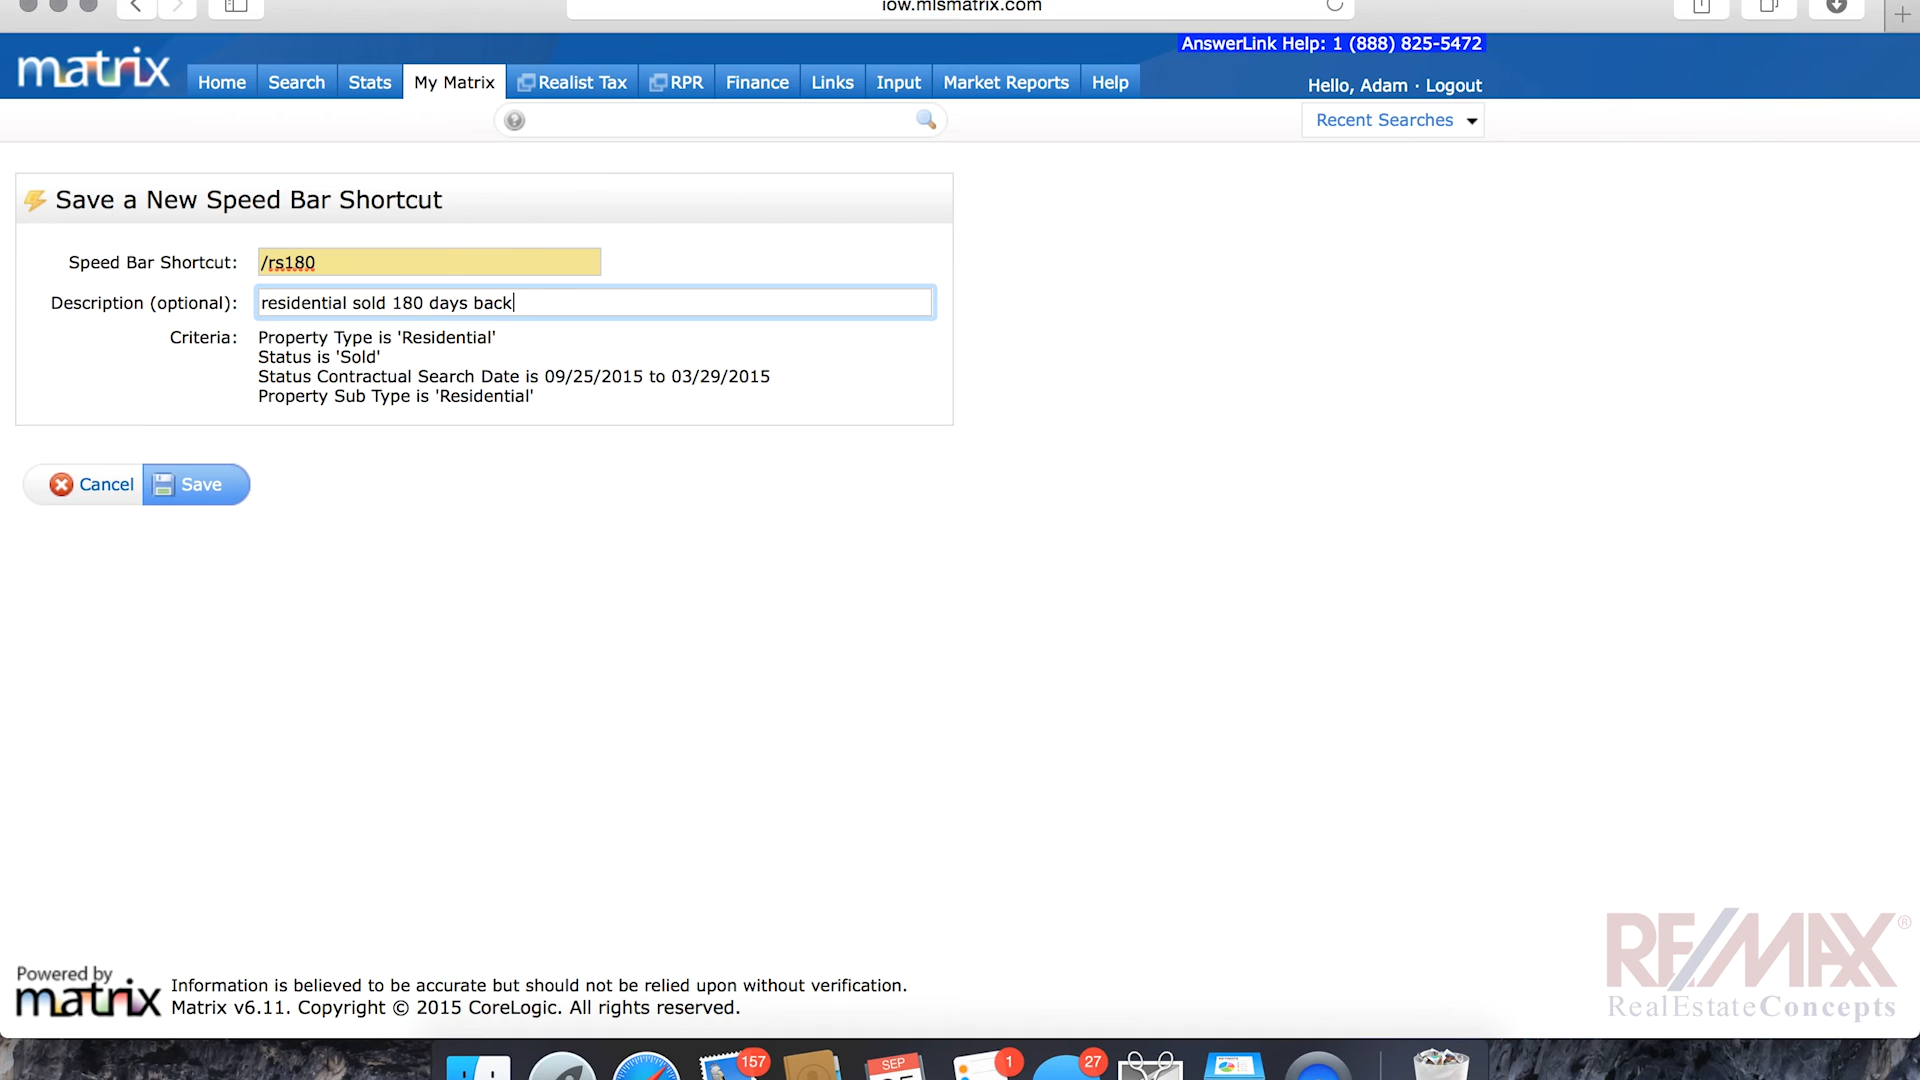 iow.mlsmatrix.com
AnswerLink Help: 1 (888) 825-5472
matrix
Home Search Stats My Matrix Realist Tax RPR Finance Links Input Market Reports Help
Hello, Adam · Logout
Recent Searches
Save a New Speed Bar Shortcut
Speed Bar Shortcut: /rs180
Description (optional): residential sold 180 days back
Criteria: Property Type is 'Residential'
Status is 'Sold'
Status Contractual Search Date is 09/25/2015 to 03/29/2015
Property Sub Type is 'Residential'
Cancel Save
RE/MAX®
RealEstateConcepts
Powered by
matrix
Information is believed to be accurate but should not be relied upon without verification.
Matrix v6.11. Copyright © 2015 CoreLogic. All rights reserved.
157 SEP 1 27